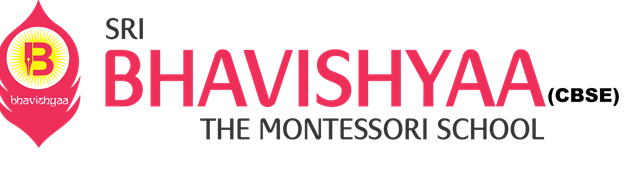 B
bhavishyaa
SRI
BHAVISHYAA (CBSE)
THE MONTESSORI SCHOOL